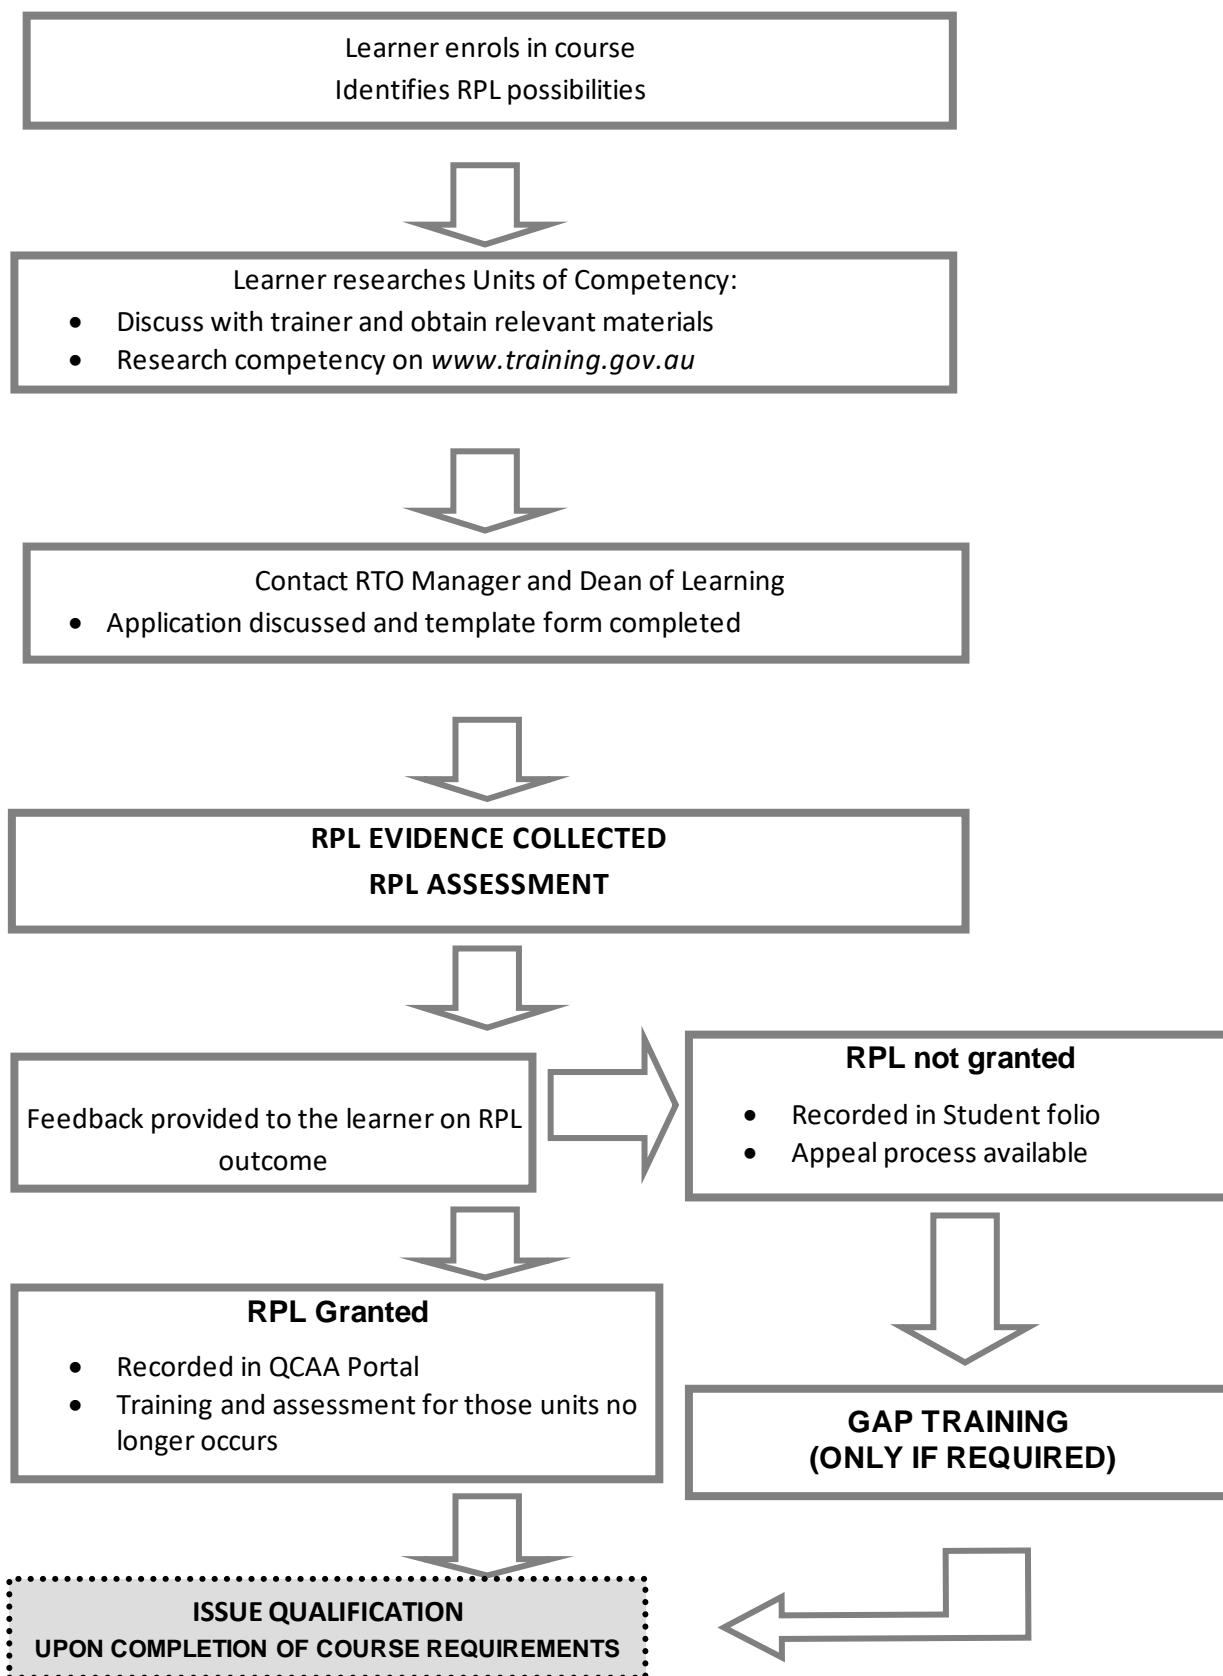 Learner enrols in course
Identifies RPL possibilities
Learner researches Units of Competency:
• Discuss with trainer and obtain relevant materials
• Research competency on www.training.gov.au
Contact RTO Manager and Dean of Learning
• Application discussed and template form completed
RPL EVIDENCE COLLECTED
RPL ASSESSMENT
Feedback provided to the learner on RPL
outcome
RPL not granted
• Recorded in Student folio
• Appeal process available
RPL Granted
• Recorded in QCAA Portal
• Training and assessment for those units no
longer occurs
GAP TRAINING
(ONLY IF REQUIRED)
ISSUE QUALIFICATION
UPON COMPLETION OF COURSE REQUIREMENTS